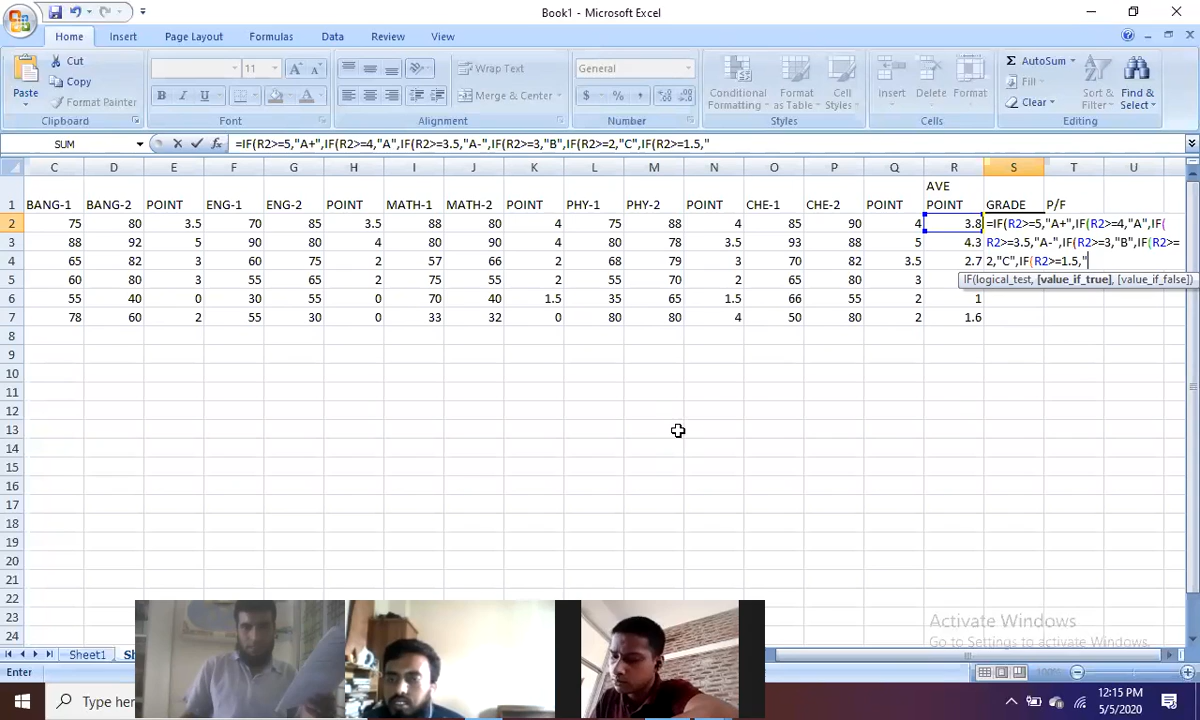 Book1 - Microsoft Excel
Home Insert Page Layout Formulas Data Review View
Paste Cut Copy Format Painter
11
Wrap Text
Merge & Center
General
$ % ,
Conditional Formatting Format as Table Cell Styles
Insert Delete Format
Σ AutoSum
Fill
Clear
Sort & Filter
Find & Select
Clipboard Font Alignment Number Styles Cells Editing
SUM =IF(R2>=5,"A+",IF(R2>=4,"A",IF(R2>=3.5,"A-",IF(R2>=3,"B",IF(R2>=2,"C",IF(R2>=1.5,"
C D E F G H I J K L M N O P Q R S T U
1 BANG-1 BANG-2 POINT ENG-1 ENG-2 POINT MATH-1 MATH-2 POINT PHY-1 PHY-2 POINT CHE-1 CHE-2 POINT AVE POINT GRADE P/F
2 75 80 3.5 70 85 3.5 88 80 4 75 88 4 85 90 4 3.8 =IF(R2>=5,"A+",IF(R2>=4,"A",IF(
3 88 92 5 90 80 4 80 90 4 80 78 3.5 93 88 5 4.3 R2>=3.5,"A-",IF(R2>=3,"B",IF(R2>=
4 65 82 3 60 75 2 57 66 2 68 79 3 70 82 3.5 2.7 2,"C",IF(R2>=1.5,"
5 60 80 3 55 65 2 75 55 2 55 70 2 65 80 3
IF(logical_test, [value_if_true], [value_if_false])
6 55 40 0 30 55 0 70 40 1.5 35 65 1.5 66 55 2 1
7 78 60 2 55 30 0 33 32 0 80 80 4 50 80 2 1.6
8
9
10
11
12
13
14
15
16
17
18
19
20
21
22
23
24
Activate Windows
Go to Settings to activate Windows.
Sheet1
Enter
100%
Type here
12:15 PM
5/5/2020